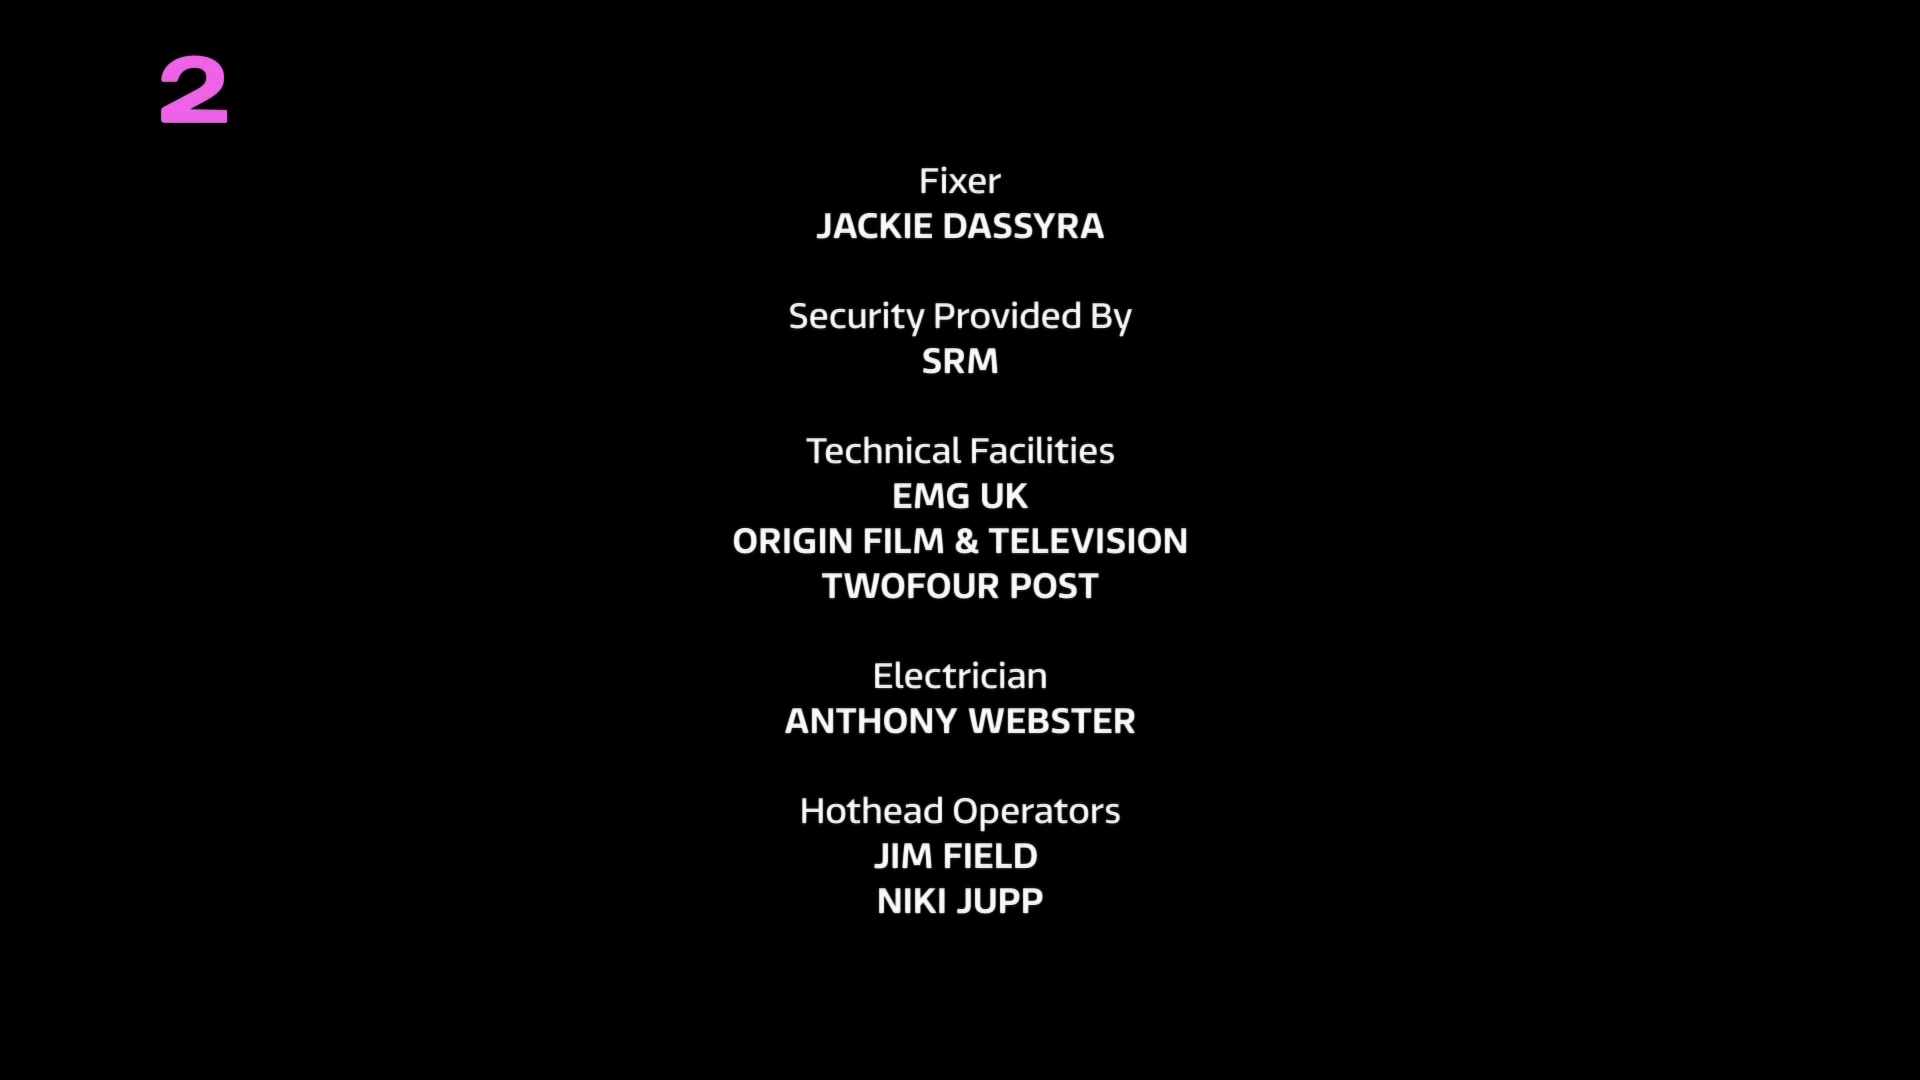 2
Fixer
JACKIE DASSYRA
Security Provided By
SRM
Technical Facilities
EMG UK
ORIGIN FILM & TELEVISION
TWOFOUR POST
Electrician
ANTHONY WEBSTER
Hothead Operators
JIM FIELD
NIKI JUPP